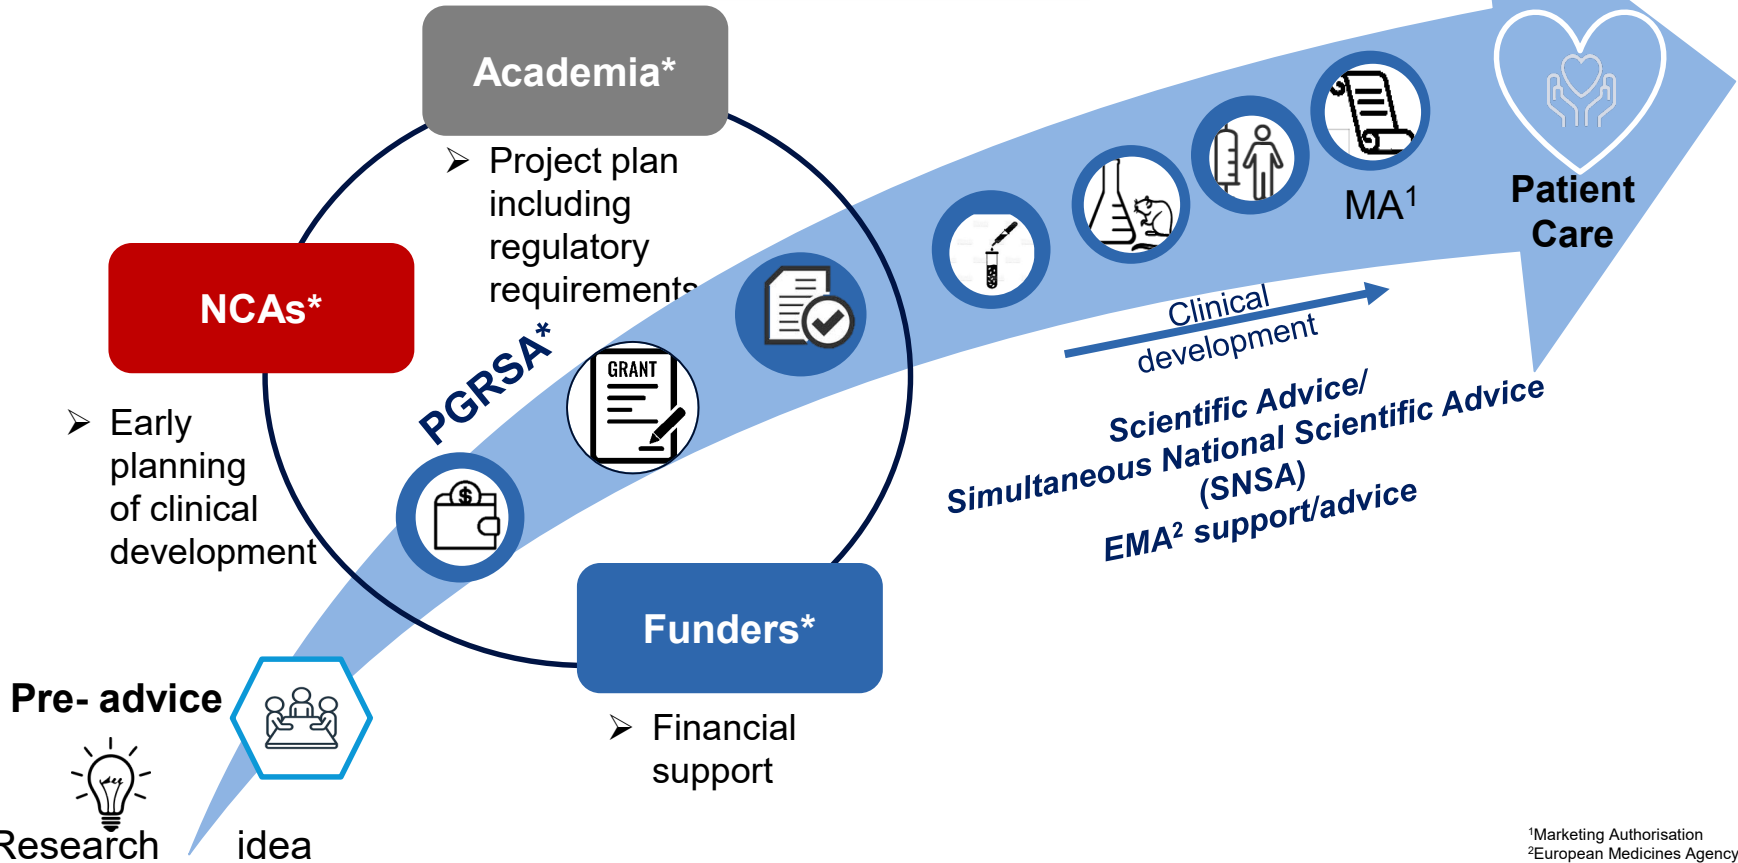 Academia*
➢ Project plan
including
regulatory
requirements
NCAs*
➢ Early
planning
of clinical
development
PGRSA*
GRANT
$
Funders*
➢ Financial
support
Pre- advice
Research idea
MA¹
Patient
Care
Clinical
development
Scientific Advice/
Simultaneous National Scientific Advice
(SNSA)
EMA² support/advice
¹Marketing Authorisation
²European Medicines Agency